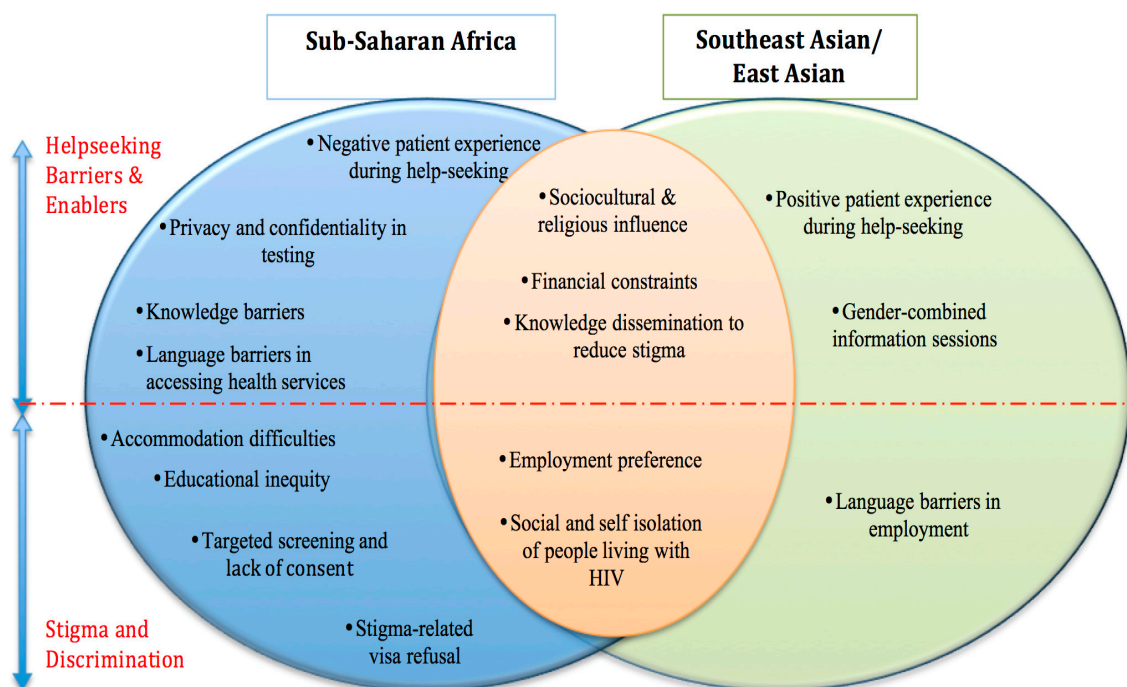 Sub-Saharan Africa
Southeast Asian/
East Asian
Helpseeking
Barriers &
Enablers
• Negative patient experience
during help-seeking
• Privacy and confidentiality in
testing
• Knowledge barriers
• Language barriers in
accessing health services
• Sociocultural &
religious influence
• Financial constraints
• Knowledge dissemination to
reduce stigma
• Positive patient experience
during help-seeking
• Gender-combined
information sessions
• Accommodation difficulties
• Educational inequity
• Targeted screening and
lack of consent
• Stigma-related
visa refusal
• Employment preference
• Social and self isolation
of people living with
HIV
• Language barriers in
employment
Stigma and
Discrimination